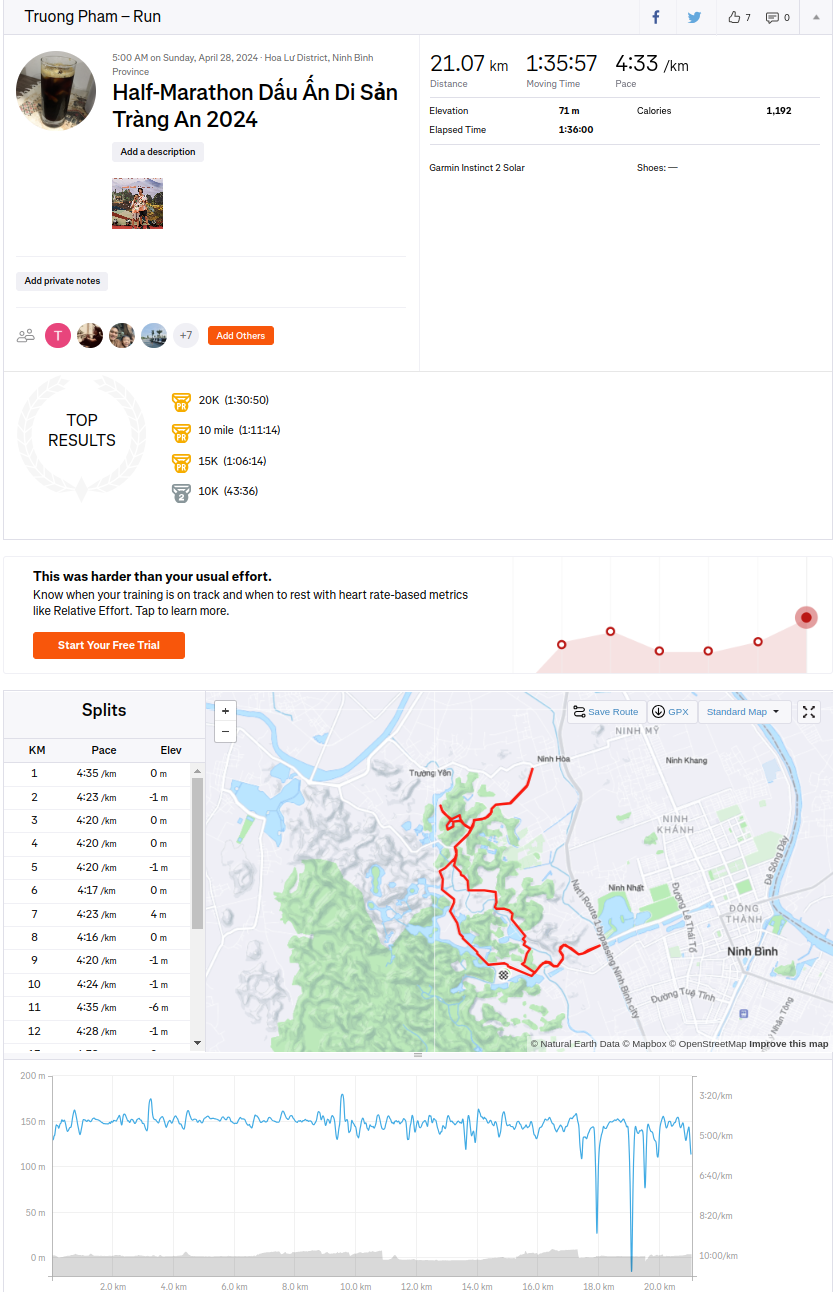 Truong Pham – Run
7
0
5:00 AM on Sunday, April 28, 2024 · Hoa Lư District, Ninh Bình
Province
Half-Marathon Dấu Ấn Di Sản
Tràng An 2024
Add a description
21.07 km 1:35:57 4:33 /km
Distance Moving Time Pace
Elevation 71 m Calories 1,192
Elapsed Time 1:36:00
Garmin Instinct 2 Solar Shoes: —
Add private notes
T +7 Add Others
TOP
RESULTS
PR 20K (1:30:50)
PR 10 mile (1:11:14)
PR 15K (1:06:14)
2 10K (43:36)
This was harder than your usual effort.
Know when your training is on track and when to rest with heart rate-based metrics
like Relative Effort. Tap to learn more.
Start Your Free Trial
Splits
KM Pace Elev
1 4:35 /km 0 m
2 4:23 /km -1 m
3 4:20 /km 0 m
4 4:20 /km 0 m
5 4:20 /km -1 m
6 4:17 /km 0 m
7 4:23 /km 4 m
8 4:16 /km 0 m
9 4:20 /km -1 m
10 4:24 /km -1 m
11 4:35 /km -6 m
12 4:28 /km -1 m
+
−
Save Route GPX Standard Map
NINH MỸ
Ninh Hòa
Ninh Khang
Trường Yên
NINH
KHÁNH
Đê Sông Đáy
Ninh Nhất
Nat'l Route 1 bypassing Ninh Bình city
Đường Lê Thái Tổ
ĐÔNG
THÀNH
Ninh Bình
Đường Tuệ Tĩnh
© Natural Earth Data © Mapbox © OpenStreetMap Improve this map
200 m
150 m
100 m
50 m
0 m
3:20/km
5:00/km
6:40/km
8:20/km
10:00/km
2.0 km 4.0 km 6.0 km 8.0 km 10.0 km 12.0 km 14.0 km 16.0 km 18.0 km 20.0 km